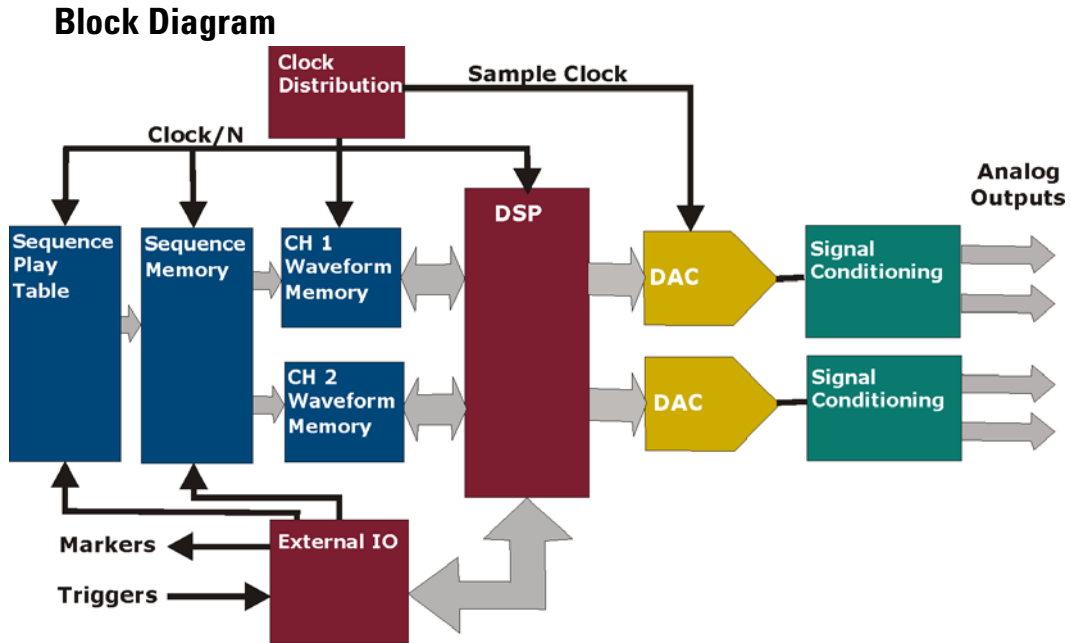 Block Diagram
Clock
Distribution
Sample Clock
Clock/N
Analog
Outputs
Sequence
Play
Table
Sequence
Memory
CH 1
Waveform
Memory
DSP
DAC
Signal
Conditioning
CH 2
Waveform
Memory
DAC
Signal
Conditioning
External IO
Markers
Triggers